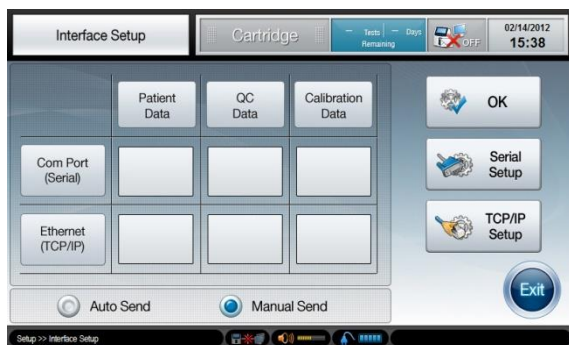 Interface Setup
Cartridge
– Tests – Days
Remaining
OFF
02/14/2012
15:38
Patient
Data
QC
Data
Calibration
Data
OK
Com Port
(Serial)
Serial
Setup
Ethernet
(TCP/IP)
TCP/IP
Setup
Auto Send
Manual Send
Exit
Setup >> Interface Setup